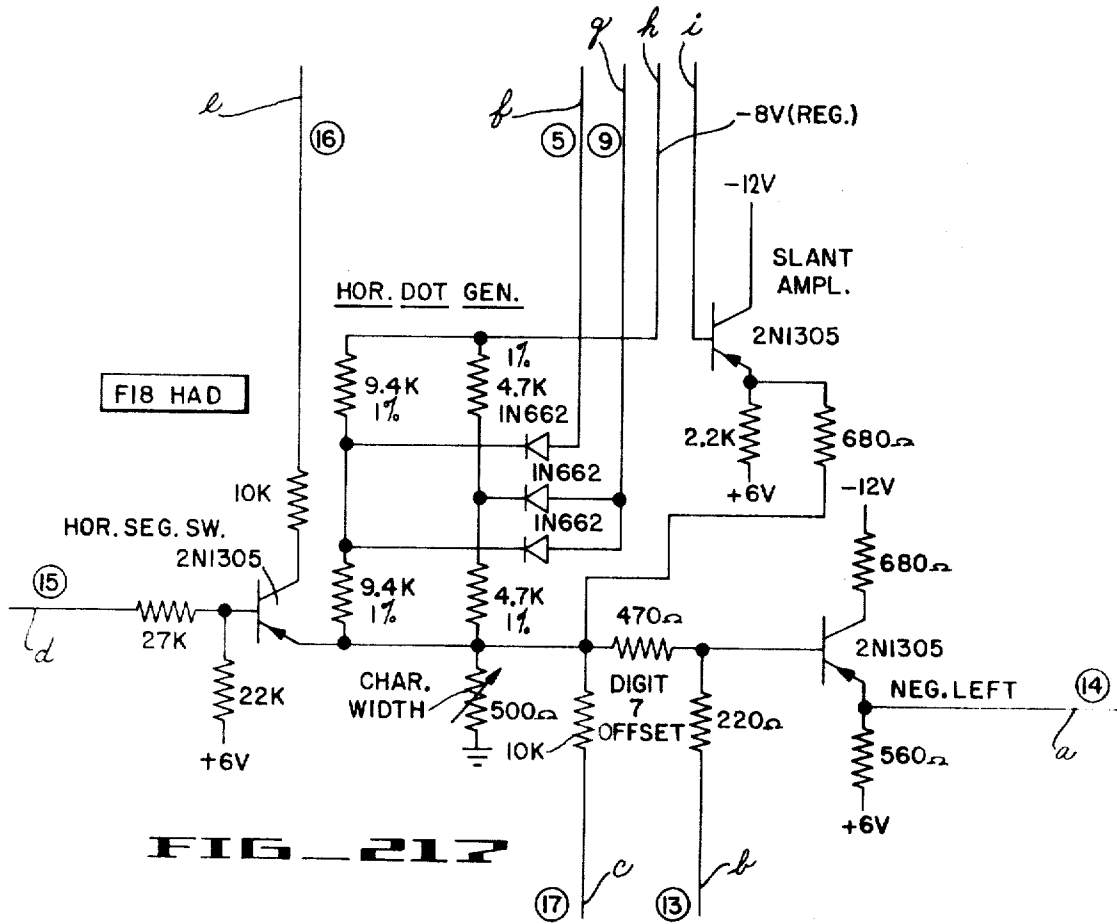 g h i
e f
-8V(REG.)
16 5 9
-12V
SLANT
AMPL.
HOR. DOT GEN.
2N1305
1%
F18 HAD
9.4K 4.7K
1% 1N662
2.2K 680Ω
1N662
+6V -12V
10K
1N662
HOR. SEG. SW.
2N1305
680Ω
15
9.4K 4.7K
1% 1%
470Ω
d 27K
2N1305
CHAR.
WIDTH
DIGIT
7
OFFSET
NEG. LEFT 14
22K
500Ω
220Ω
10K
560Ω a
+6V
+6V
FIG_217
c b
17 13